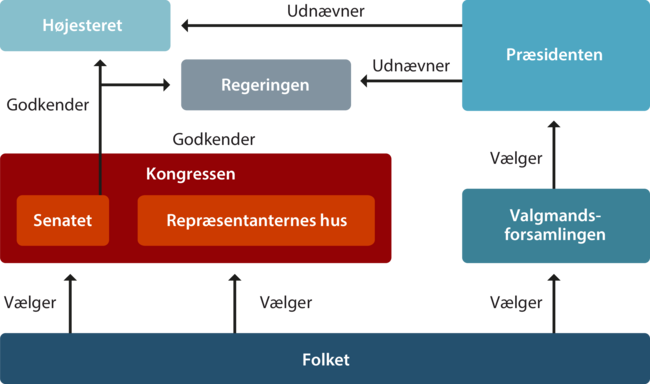 Højesteret
Udnævner
Præsidenten
Udnævner
Regeringen
Godkender
Godkender
Kongressen
Vælger
Senatet
Repræsentanternes hus
Valgmands-
forsamlingen
Vælger
Vælger
Vælger
Folket